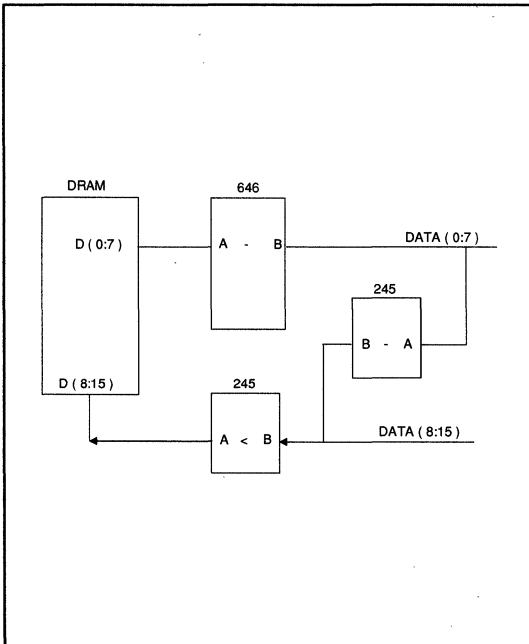 DRAM
646
D ( 0:7 )
A - B
DATA ( 0:7 )
245
B - A
D ( 8:15 )
245
A < B
DATA ( 8:15 )